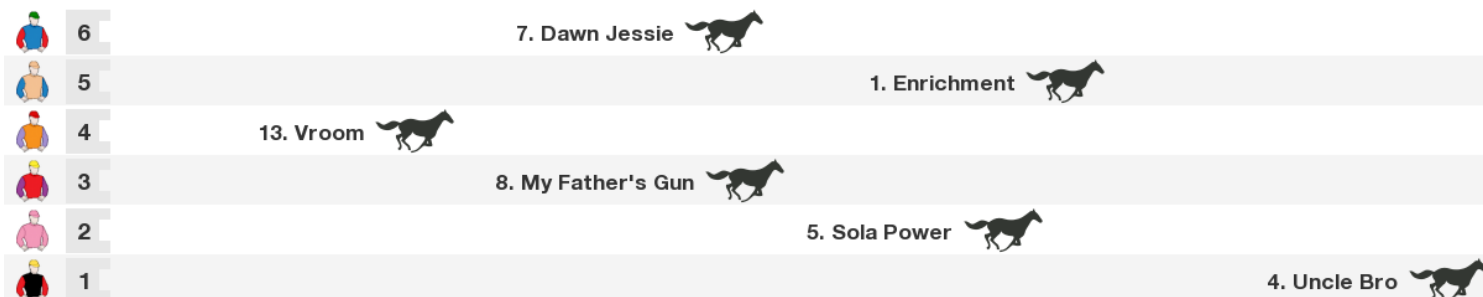 6 7. Dawn Jessie
5 1. Enrichment
4 13. Vroom
3 8. My Father's Gun
2 5. Sola Power
1 4. Uncle Bro